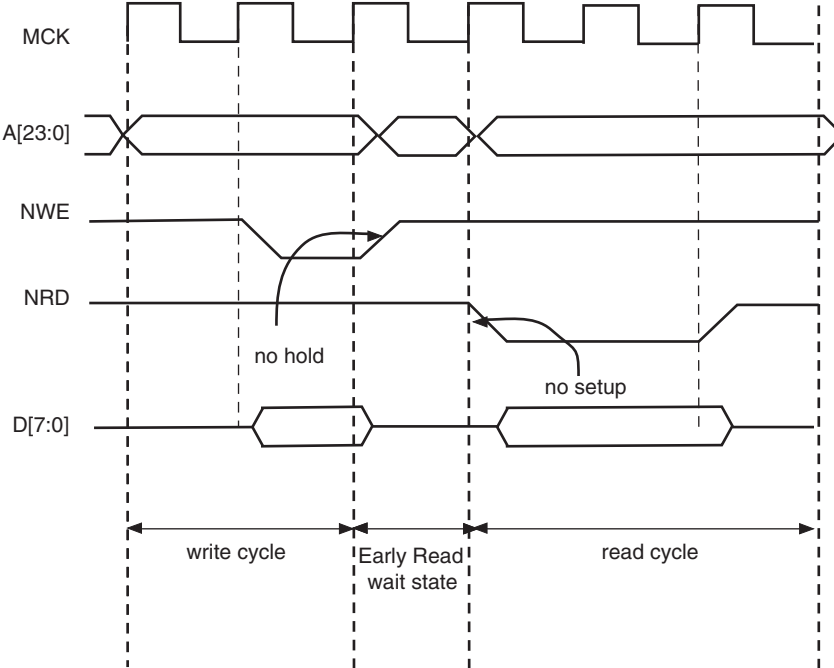 MCK
A[23:0]
NWE
NRD
no hold
no setup
D[7:0]
write cycle
Early Read
wait state
read cycle